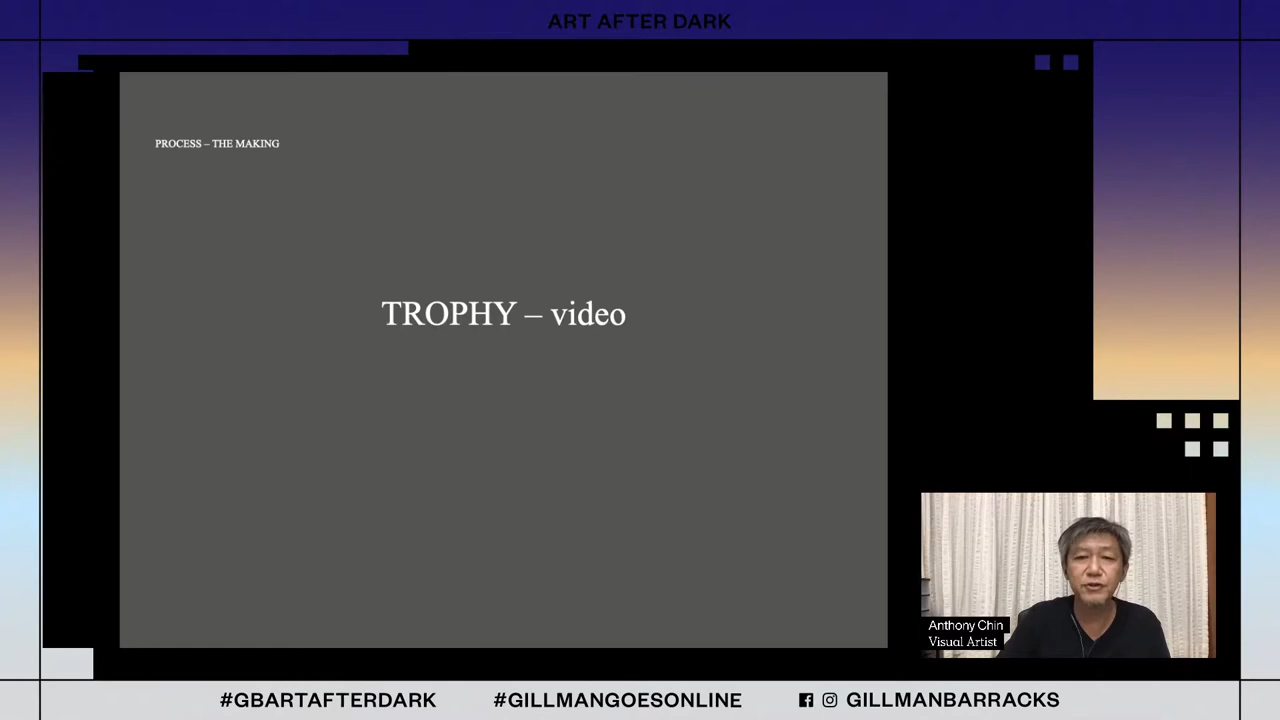 ART AFTER DARK
PROCESS – THE MAKING
TROPHY – video
Anthony Chin
Visual Artist
#GBARTAFTERDARK #GILLMANGOESONLINE GILLMANBARRACKS